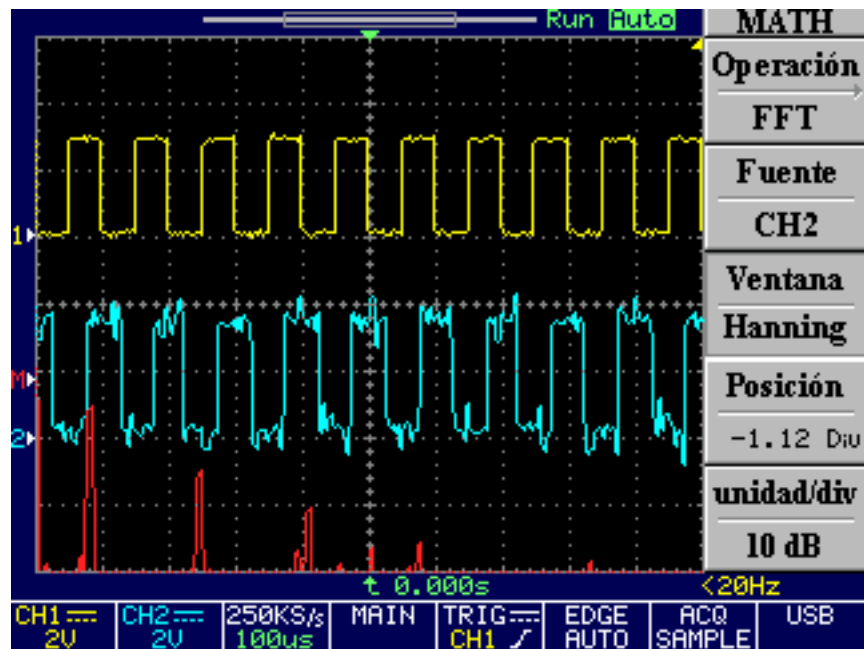 Run Auto
MATH
Operación
FFT
Fuente
CH2
Ventana
Hanning
Posición
-1.12 Div
unidad/div
10 dB
1
M
2
0.000s
<20Hz
CH1 2V
CH2 2V
250KS/s 100us
MAIN
TRIG CH1
EDGE AUTO
ACQ SAMPLE
USB